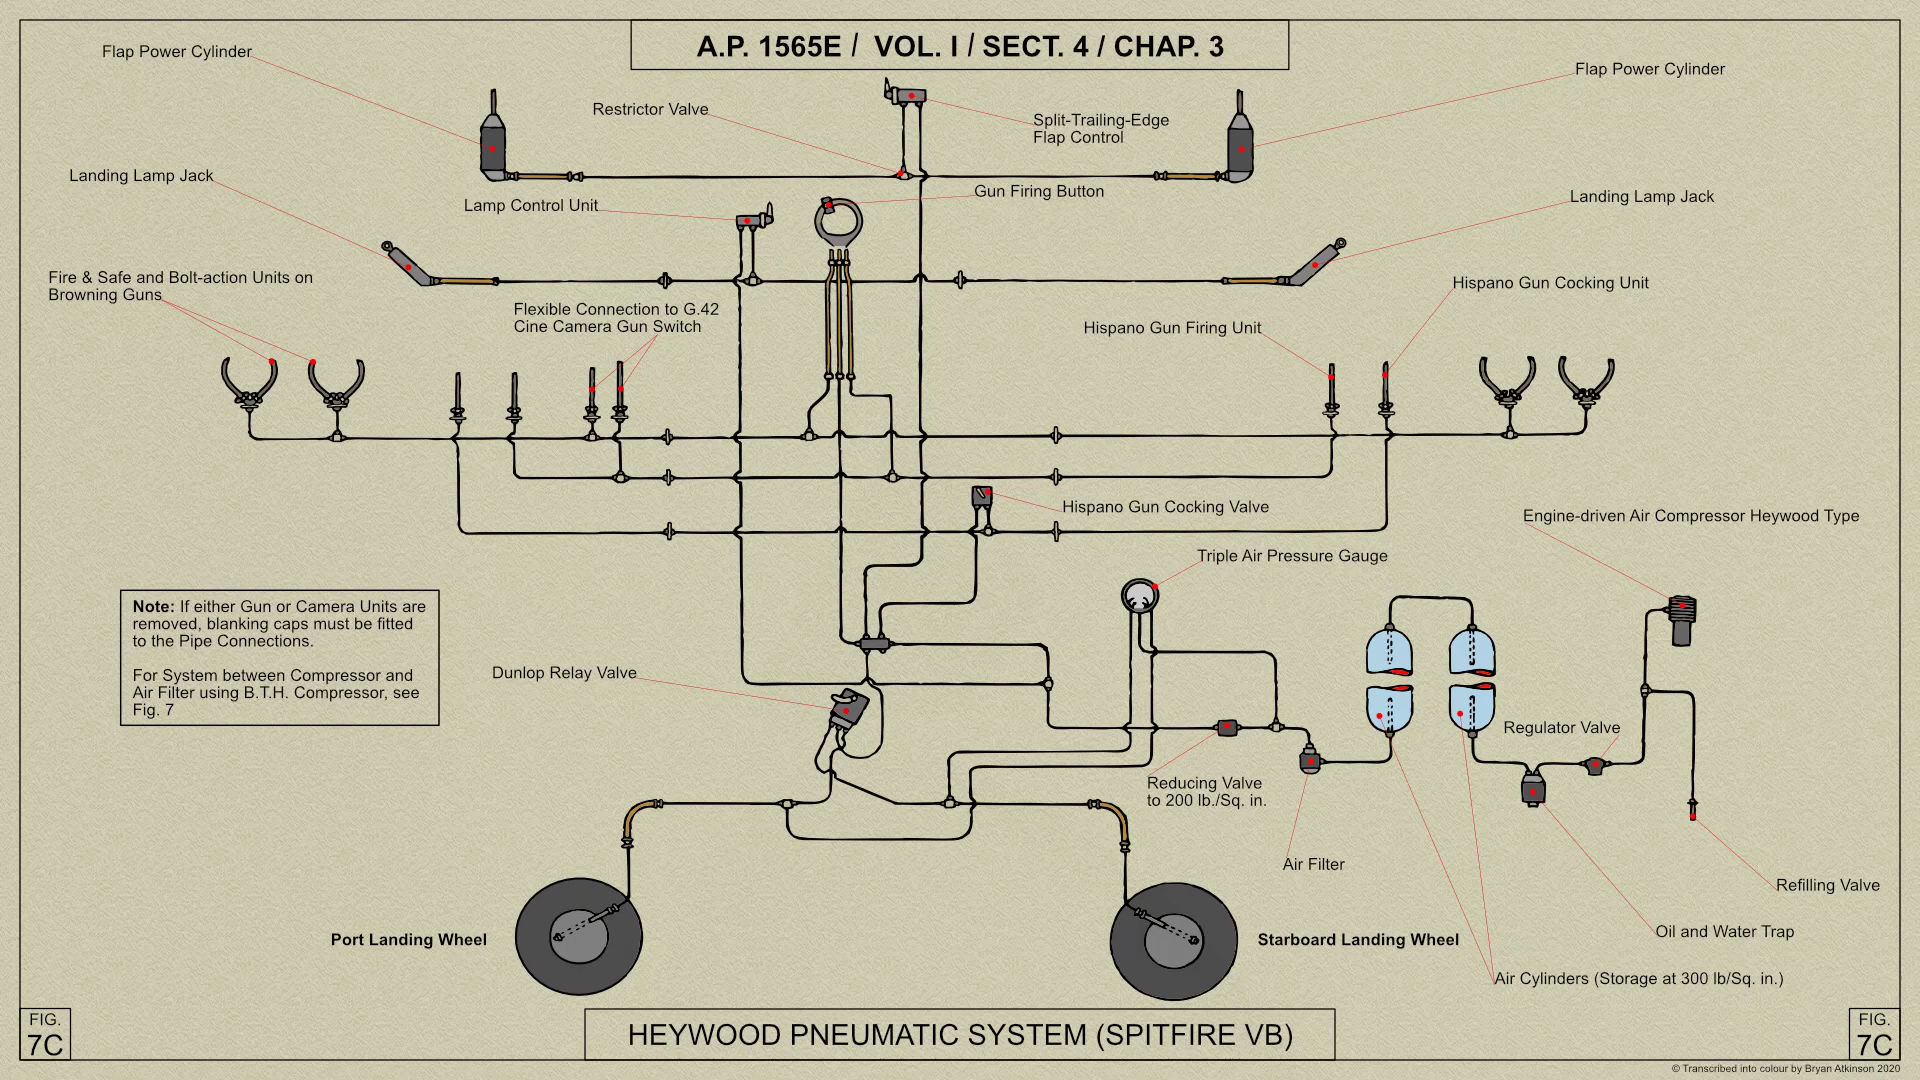 A.P. 1565E / VOL. I / SECT. 4 / CHAP. 3
Flap Power Cylinder
Flap Power Cylinder
Restrictor Valve
Split-Trailing-Edge
Flap Control
Landing Lamp Jack
Gun Firing Button
Lamp Control Unit
Landing Lamp Jack
Fire & Safe and Bolt-action Units on
Browning Guns
Hispano Gun Cocking Unit
Flexible Connection to G.42
Cine Camera Gun Switch
Hispano Gun Firing Unit
Hispano Gun Cocking Valve
Engine-driven Air Compressor Heywood Type
Triple Air Pressure Gauge
Note: If either Gun or Camera Units are
removed, blanking caps must be fitted
to the Pipe Connections.
For System between Compressor and
Air Filter using B.T.H. Compressor, see
Fig. 7
Dunlop Relay Valve
Regulator Valve
Reducing Valve
to 200 lb./Sq. in.
Air Filter
Refilling Valve
Oil and Water Trap
Port Landing Wheel
Starboard Landing Wheel
Air Cylinders (Storage at 300 lb/Sq. in.)
FIG.
7C
HEYWOOD PNEUMATIC SYSTEM (SPITFIRE VB)
FIG.
7C
© Transcribed into colour by Bryan Atkinson 2020